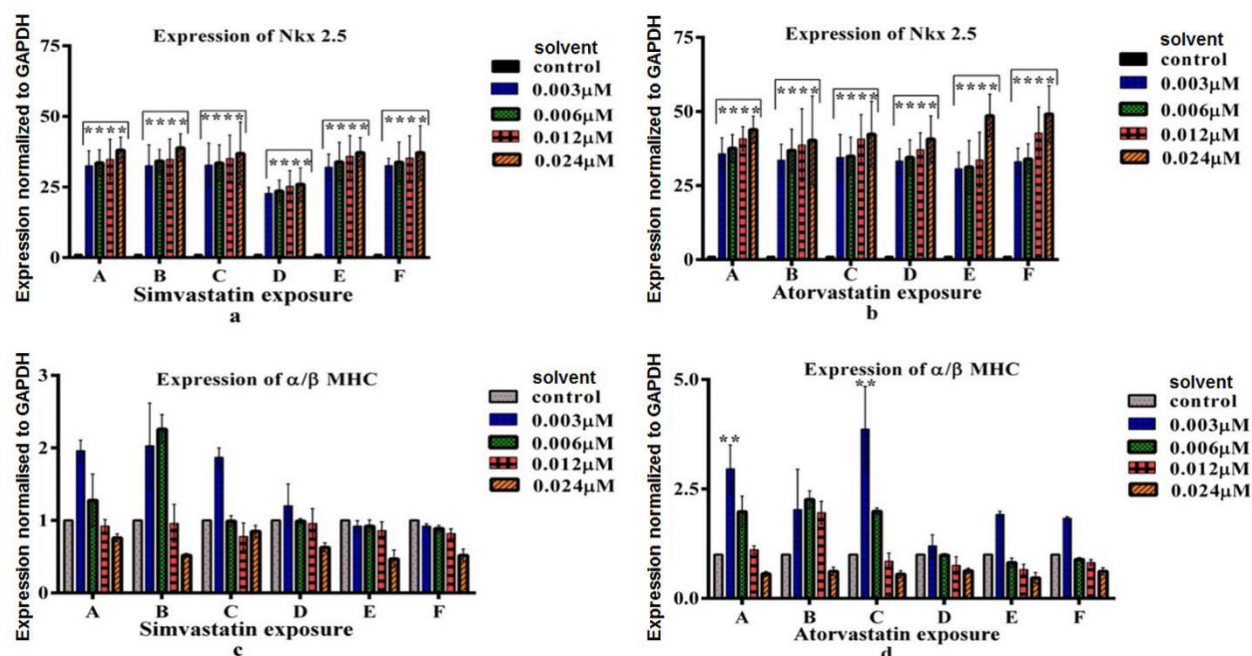 Expression of Nkx 2.5
Expression normalized to GAPDH
75
50
25
0
****
****
****
****
****
****
A B C D E F
Simvastatin exposure
a
solvent
control
0.003μM
0.006μM
0.012μM
0.024μM
Expression of Nkx 2.5
Expression normalized to GAPDH
75
50
25
0
****
****
****
****
****
****
A B C D E F
Atorvastatin exposure
b
solvent
control
0.003μM
0.006μM
0.012μM
0.024μM
Expression of α/β MHC
Expression normalised to GAPDH
3
2
1
0
A B C D E F
Simvastatin exposure
c
solvent
control
0.003μM
0.006μM
0.012μM
0.024μM
Expression of α/β MHC
Expression normalized to GAPDH
5.0
2.5
0.0
**
**
A B C D E F
Atorvastatin exposure
d
solvent
control
0.003μM
0.006μM
0.012μM
0.024μM